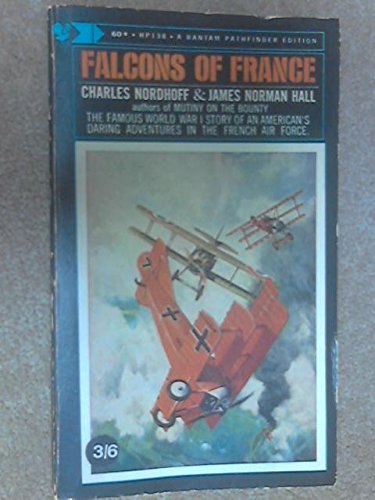 60¢ • HP138 • A BANTAM PATHFINDER EDITION
FALCONS OF FRANCE
CHARLES NORDHOFF & JAMES NORMAN HALL
authors of MUTINY ON THE BOUNTY
THE FAMOUS WORLD WAR I STORY OF AN AMERICAN'S
DARING ADVENTURES IN THE FRENCH AIR FORCE.
3/6